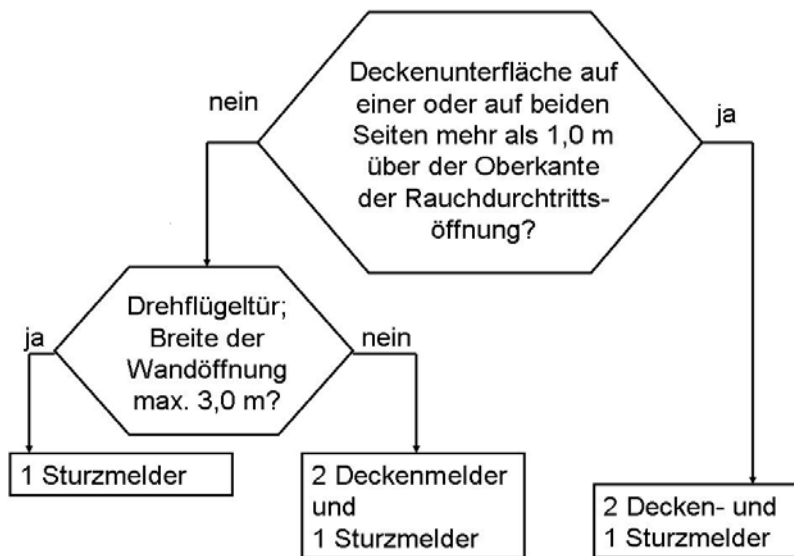 Deckenunterfläche auf
einer oder auf beiden
Seiten mehr als 1,0 m
über der Oberkante
der Rauchdurchtritts-
öffnung?
nein
ja
Drehflügeltür;
Breite der
Wandöffnung
max. 3,0 m?
ja
nein
1 Sturzmelder
2 Deckenmelder
und
1 Sturzmelder
2 Decken- und
1 Sturzmelder